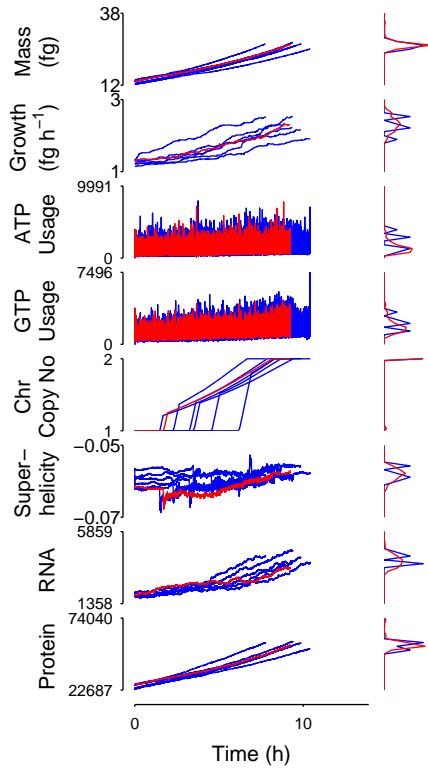 38
Mass
(fg)
12
3
Growth
(fg h⁻¹)
1
9991
ATP
Usage
0
7496
GTP
Usage
0
2
Chr
Copy No
1
−0.05
Super−
helicity
−0.07
5859
RNA
1358
74040
Protein
22687
0 10
Time (h)